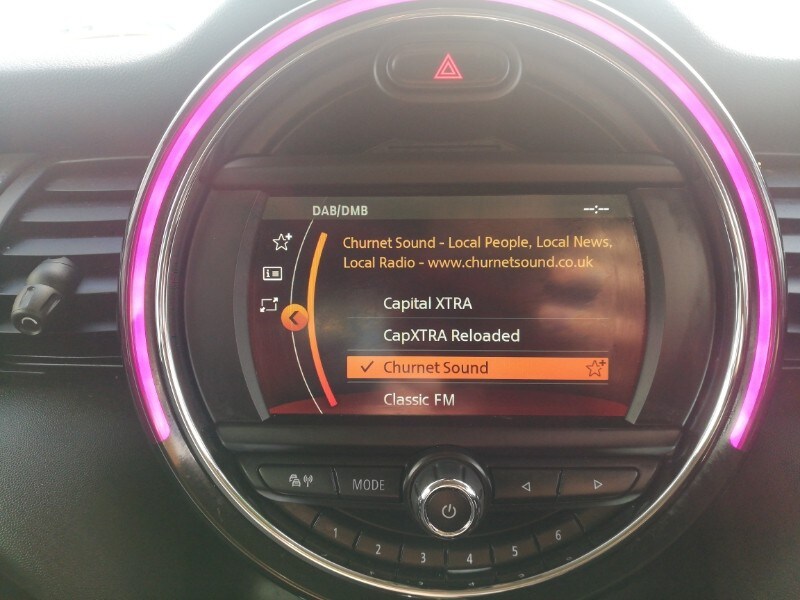 DAB/DMB --:--
Churnet Sound - Local People, Local News,
Local Radio - www.churnetsound.co.uk
Capital XTRA
CapXTRA Reloaded
Churnet Sound
Classic FM
MODE
1 2 3 4 5 6